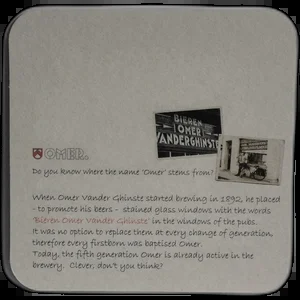 BIEREN
OMER
VANDERGHINSTE
OMER.
Do you know where the name 'Omer' stems from?
When Omer Vander Ghinste started brewing in 1892, he placed
- to promote his beers - stained glass windows with the words
'Bieren Omer Vander Ghinste' in the windows of the pubs.
It was no option to replace them at every change of generation,
therefore every firstborn was baptised Omer.
Today, the fifth generation Omer is already active in the
brewery. Clever, don't you think?